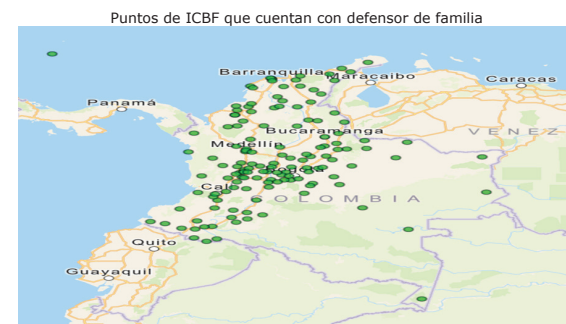 Puntos de ICBF que cuentan con defensor de familia
Barranquilla
Maracaibo
Caracas
Panamá
Bucaramanga
VENEZ
Medellín
Cali
COLOMBIA
Quito
Guayaquil